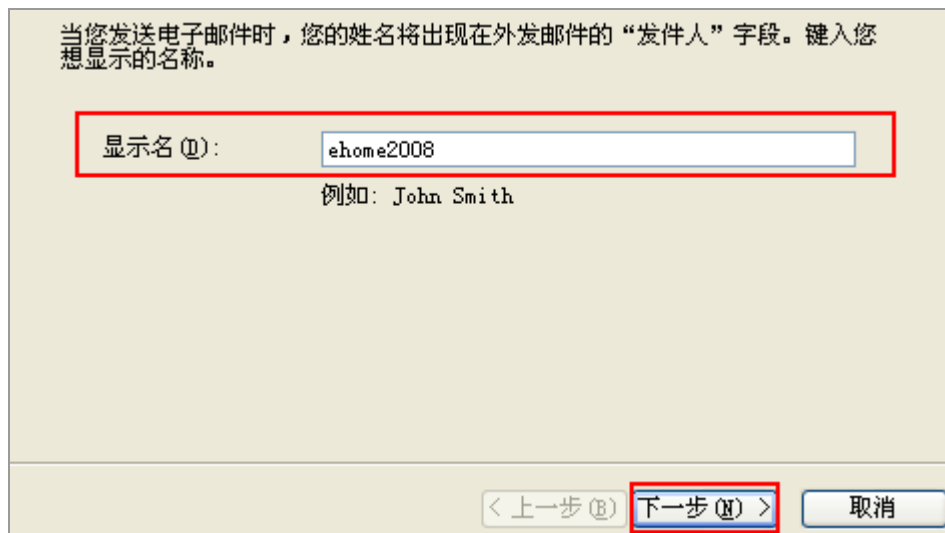 当您发送电子邮件时，您的姓名将出现在外发邮件的“发件人”字段。键入您
想显示的名称。
显示名(D): ehome2008
例如: John Smith
< 上一步(B) 下一步(N) > 取消